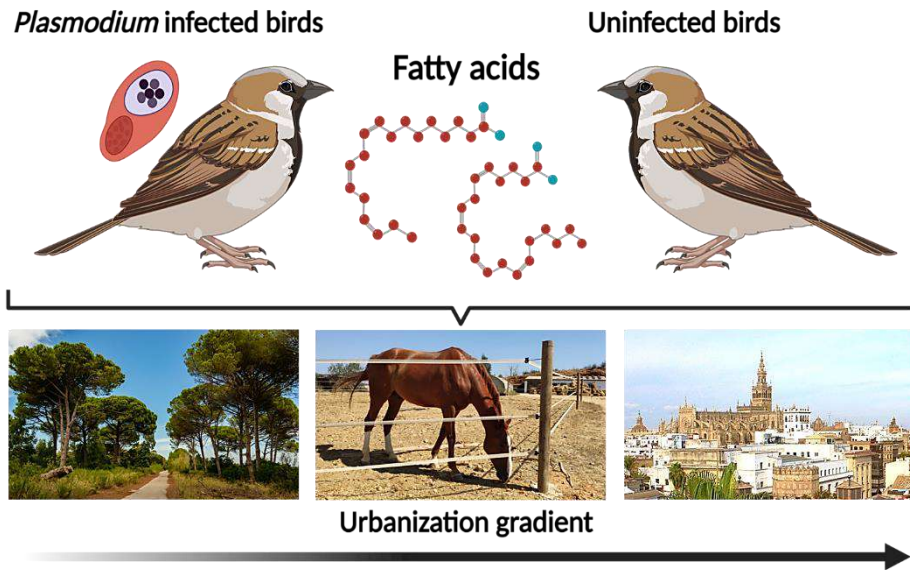 Plasmodium infected birds
Uninfected birds
Fatty acids
Urbanization gradient